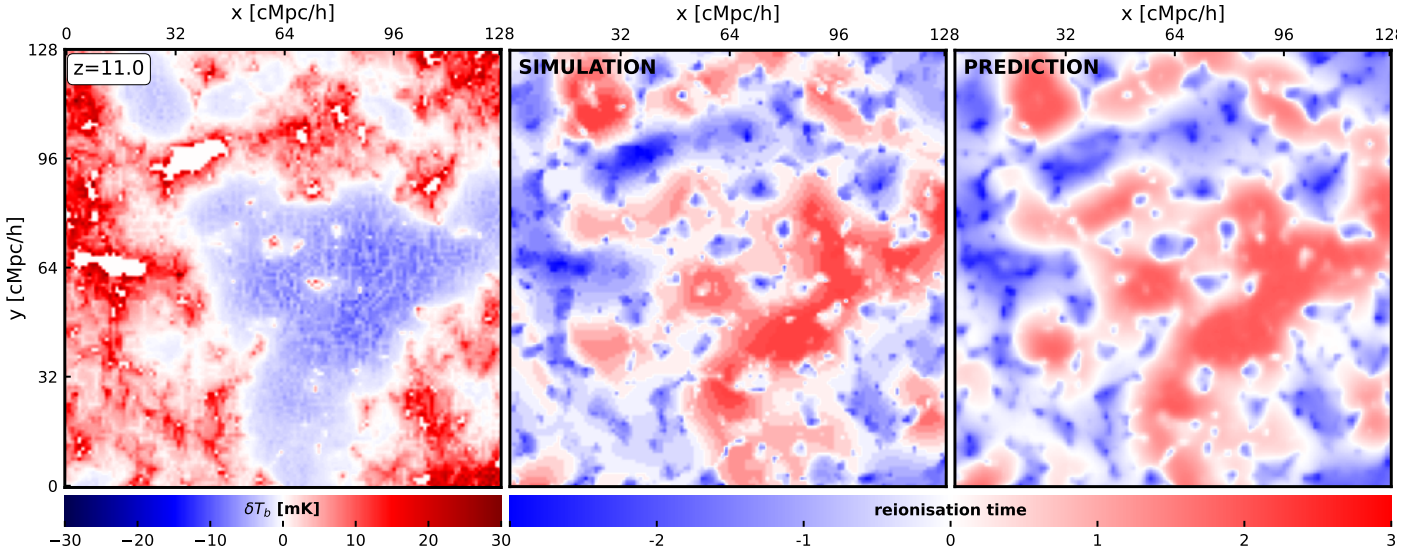 x [cMpc/h] x [cMpc/h] x [cMpc/h]
0 32 64 96 128 32 64 96 128 32 64 96 128
128
z=11.0 SIMULATION PREDICTION
96
y [cMpc/h]
64
32
0
δT_b [mK] reionisation time
−30 −20 −10 0 10 20 30 -2 -1 0 1 2 3